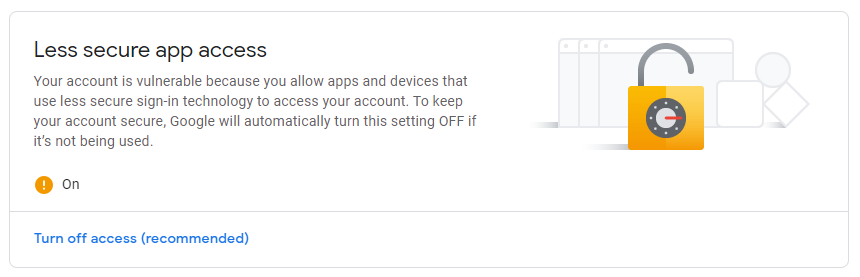 Less secure app access
Your account is vulnerable because you allow apps and devices that
use less secure sign-in technology to access your account. To keep
your account secure, Google will automatically turn this setting OFF if
it's not being used.
On
Turn off access (recommended)